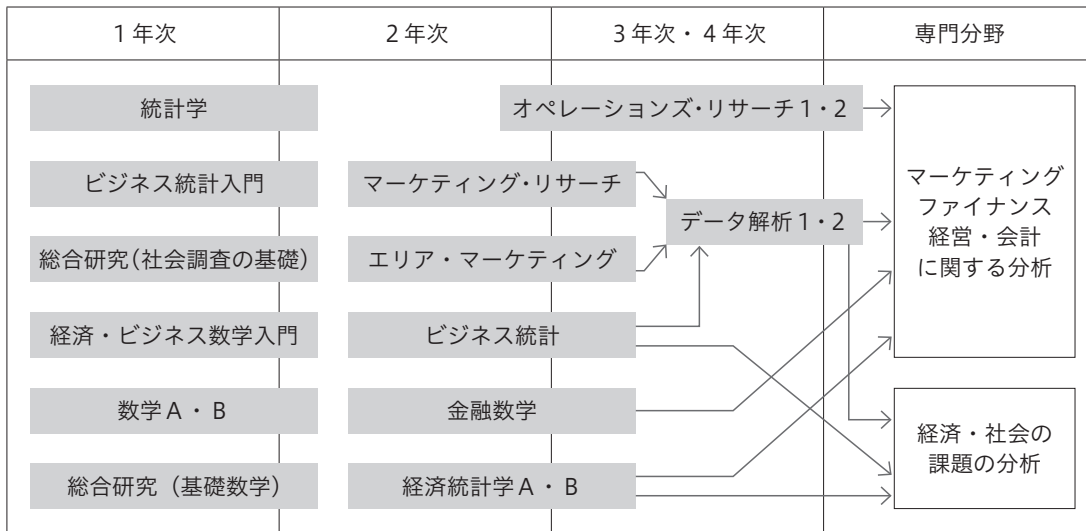 1年次
2年次
3年次・4年次
専門分野
統計学
オペレーションズ・リサーチ1・2
ビジネス統計入門
マーケティング・リサーチ
データ解析1・2
総合研究(社会調査の基礎)
エリア・マーケティング
経済・ビジネス数学入門
ビジネス統計
数学A・B
金融数学
総合研究(基礎数学)
経済統計学A・B
マーケティング
ファイナンス
経営・会計
に関する分析
経済・社会の
課題の分析